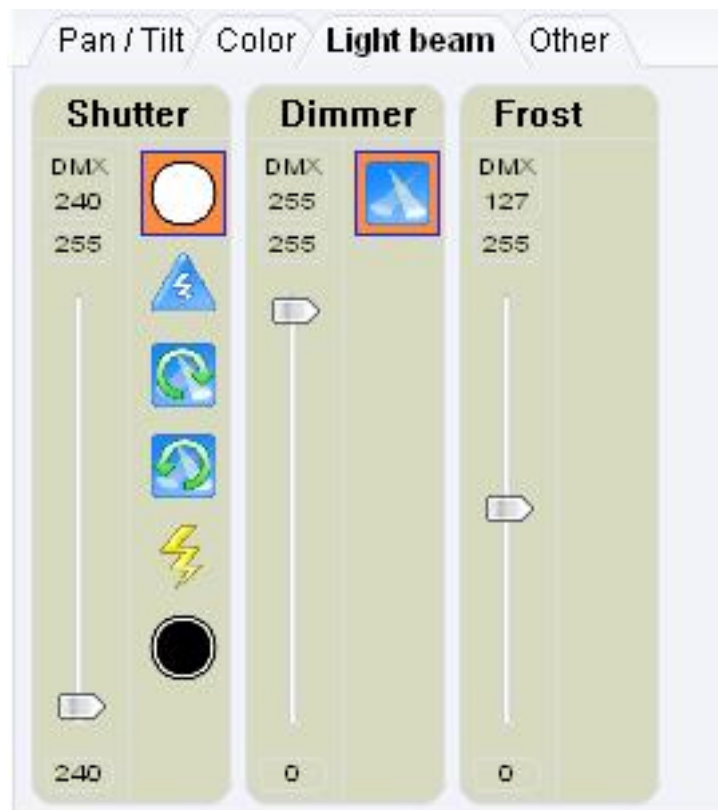 Pan / Tilt Color Light beam Other
Shutter Dimmer Frost
DMX DMX DMX
240 255 127
255 255 255
240 0 0